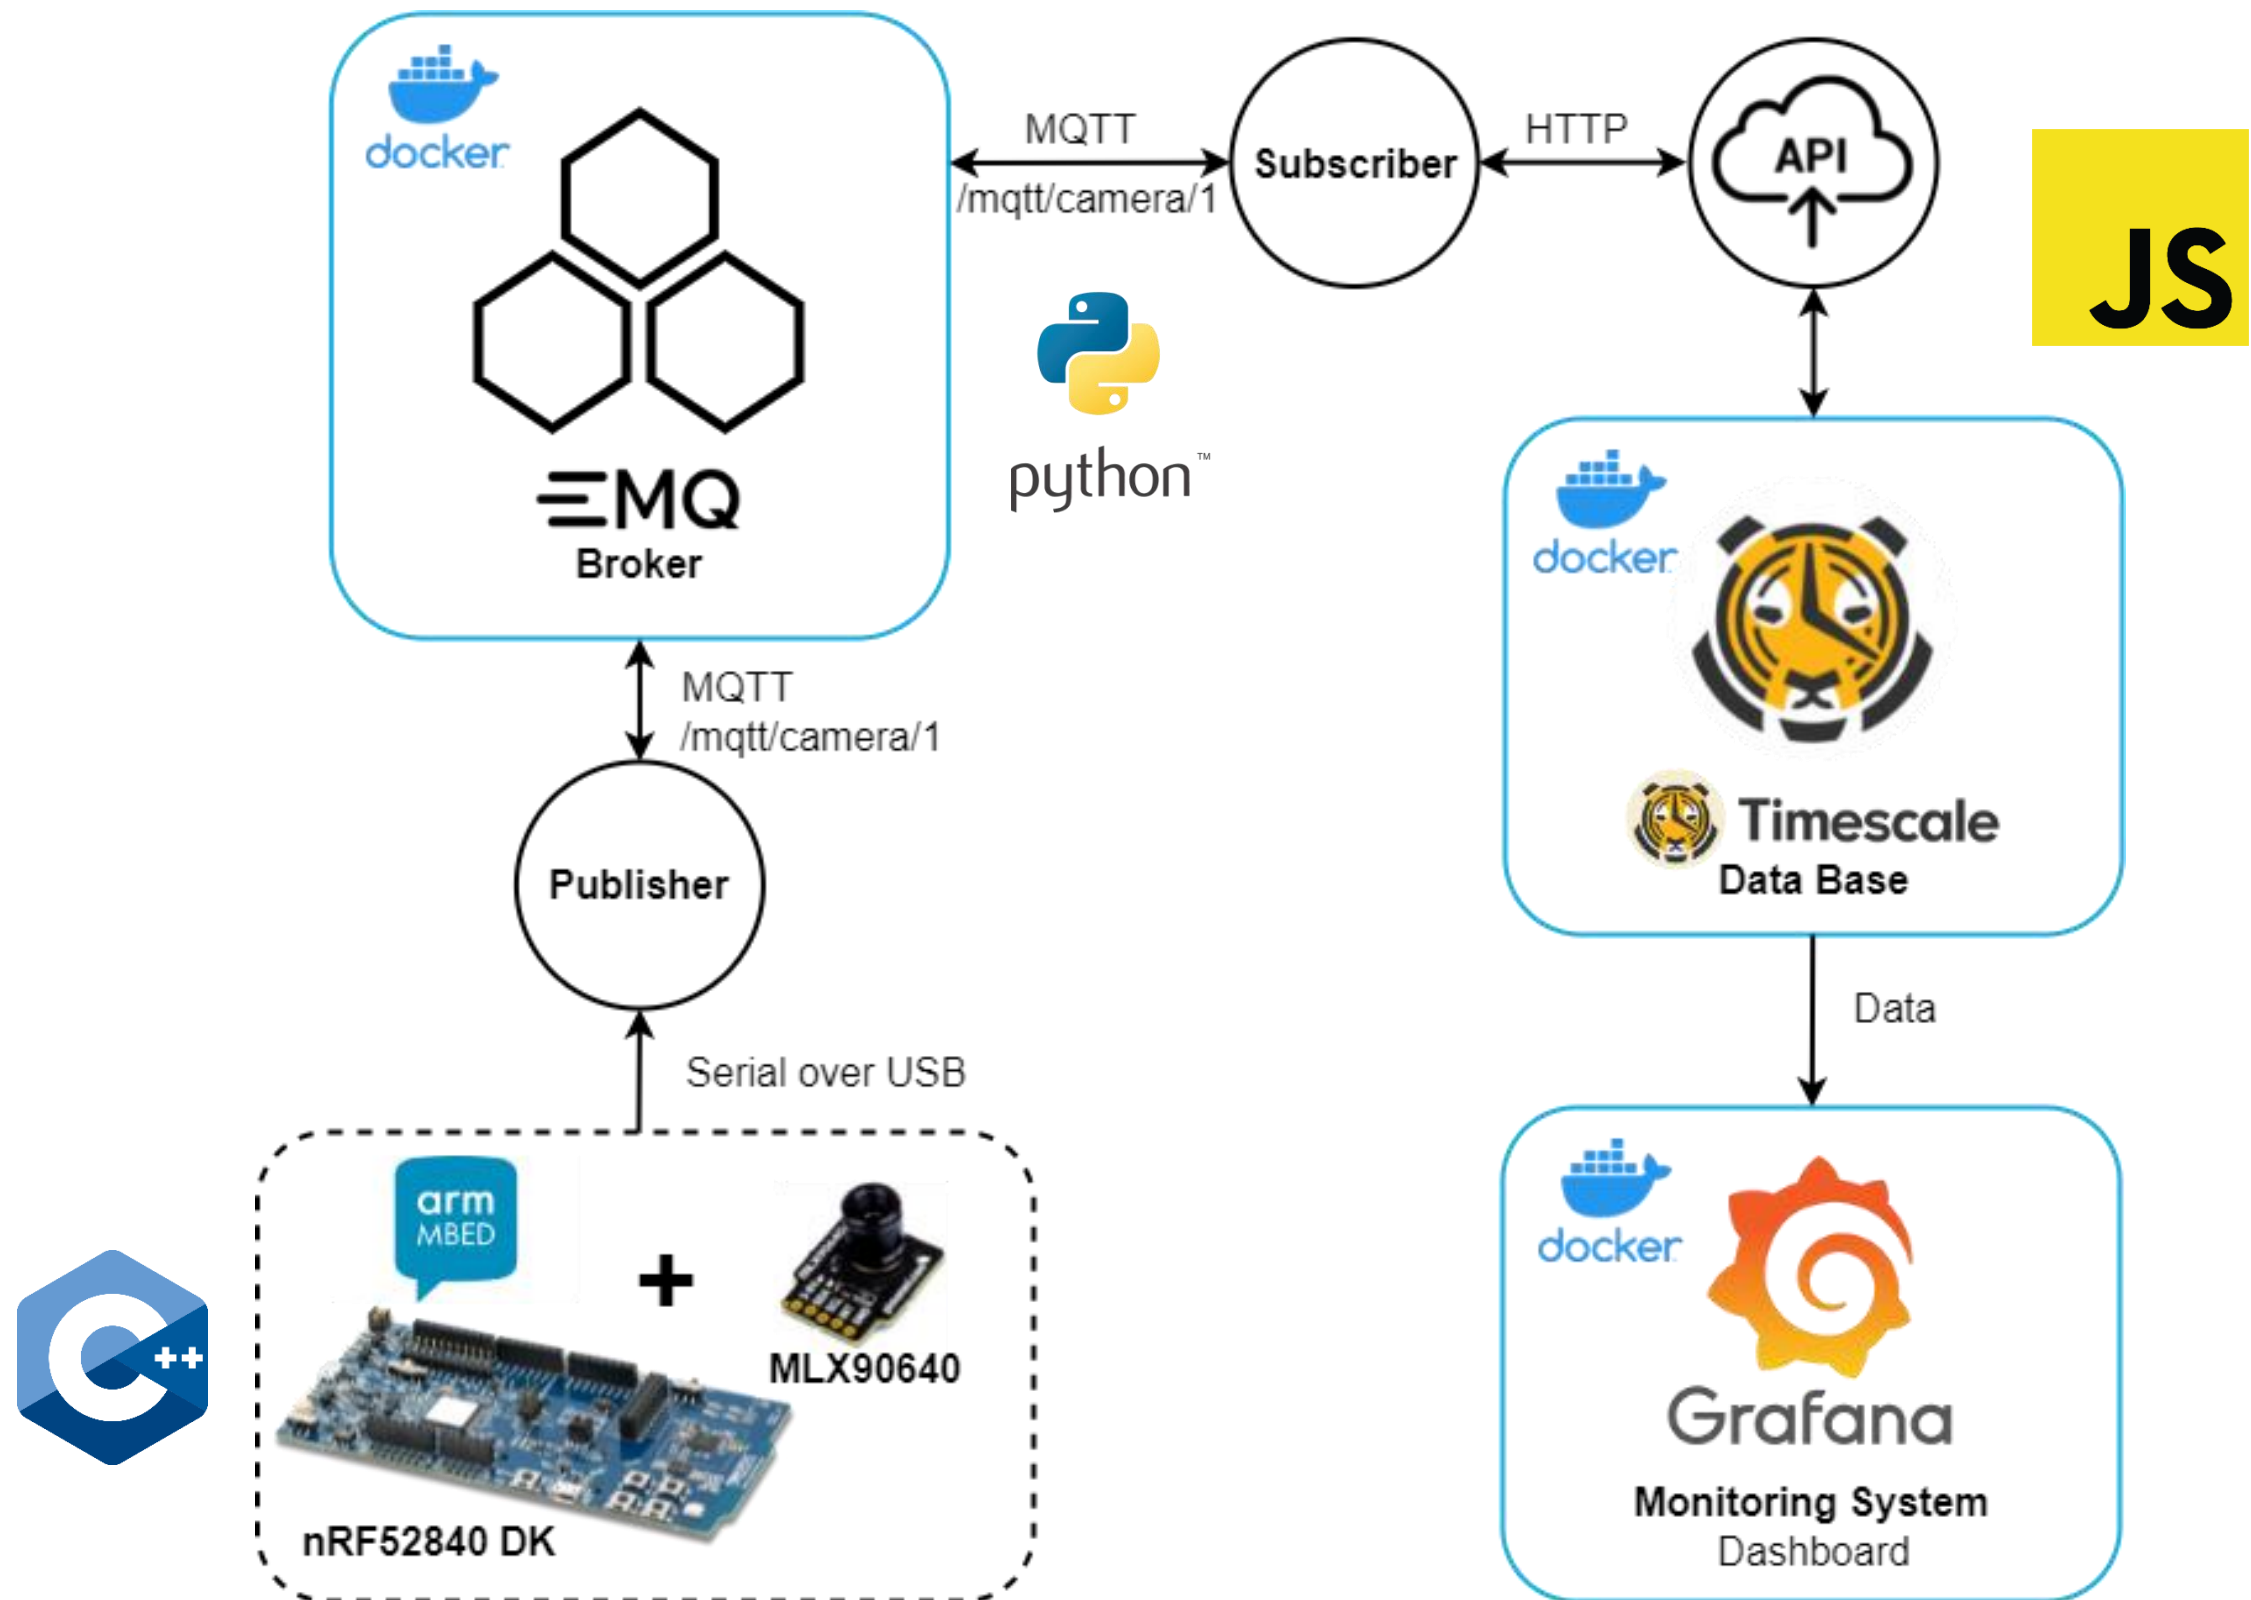 docker
EMQ
Broker
MQTT
/mqtt/camera/1
Subscriber
HTTP
API
JS
python™
MQTT
/mqtt/camera/1
Publisher
Serial over USB
arm
MBED
+
MLX90640
nRF52840 DK
C++
docker
Timescale
Data Base
Data
docker
Grafana
Monitoring System
Dashboard